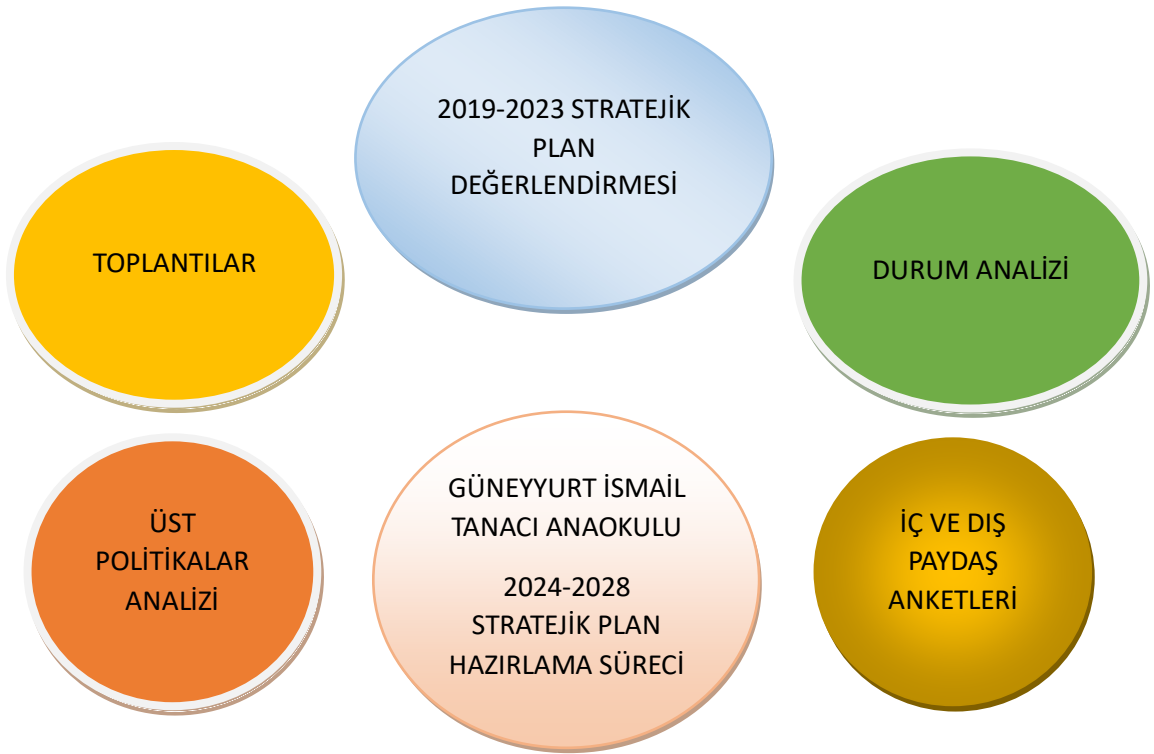 2019-2023 STRATEJİK
PLAN
DEĞERLENDİRMESİ
TOPLANTILAR
DURUM ANALİZİ
ÜST
POLİTİKALAR
ANALİZİ
GÜNEYYURT İSMAİL
TANACI ANAOKULU
2024-2028
STRATEJİK PLAN
HAZIRLAMA SÜRECİ
İÇ VE DIŞ
PAYDAŞ
ANKETLERİ